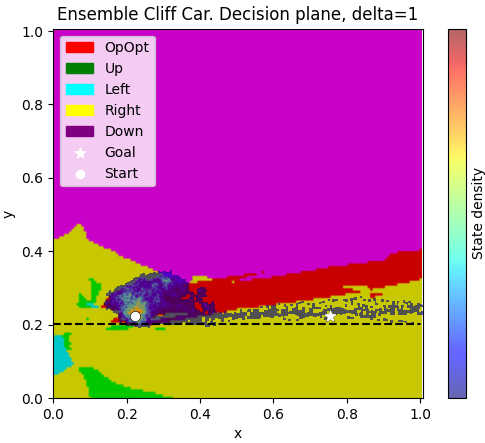 Ensemble Cliff Car. Decision plane, delta=1
OpOpt
Up
Left
Right
Down
Goal
Start
1.0
0.8
0.6
0.4
0.2
0.0
y
0.0
0.2
0.4
0.6
0.8
1.0
x
State density